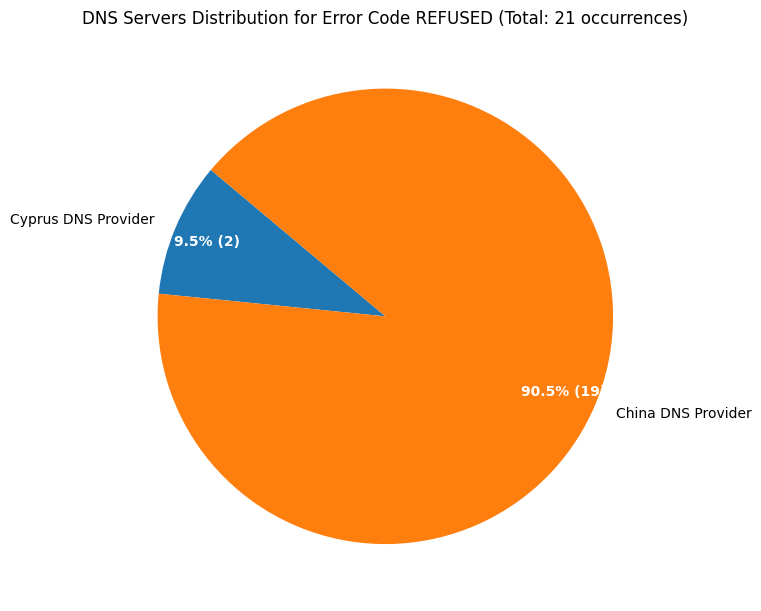 DNS Servers Distribution for Error Code REFUSED (Total: 21 occurrences)
Cyprus DNS Provider
9.5% (2)
90.5% (19)
China DNS Provider